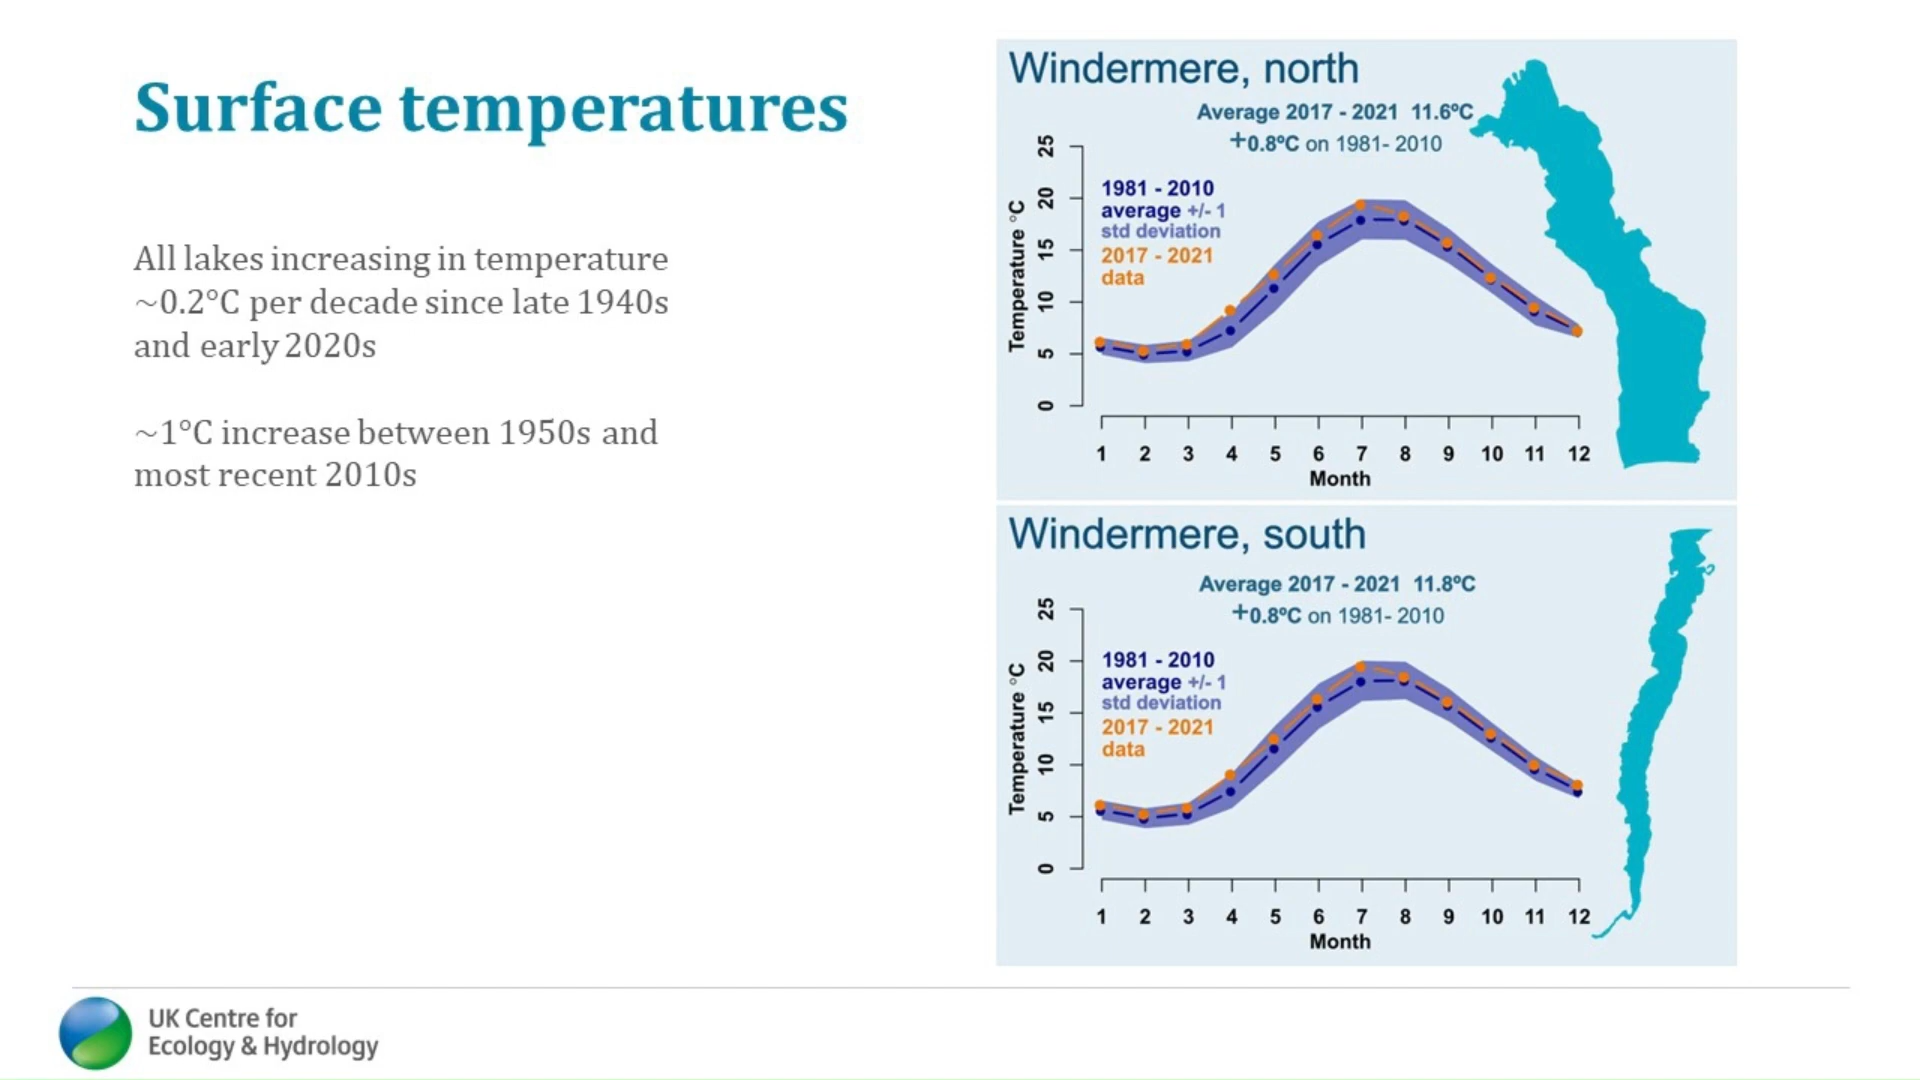 Surface temperatures
All lakes increasing in temperature
~0.2°C per decade since late 1940s
and early 2020s
~1°C increase between 1950s and
most recent 2010s
Windermere, north
Average 2017 - 2021 11.6ºC
+0.8ºC on 1981- 2010
1981 - 2010
average +/- 1
std deviation
2017 - 2021
data
Temperature °C
25
20
15
10
5
0
1 2 3 4 5 6 7 8 9 10 11 12
Month
Windermere, south
Average 2017 - 2021 11.8ºC
+0.8ºC on 1981- 2010
1981 - 2010
average +/- 1
std deviation
2017 - 2021
data
Temperature °C
25
20
15
10
5
0
1 2 3 4 5 6 7 8 9 10 11 12
Month
UK Centre for
Ecology & Hydrology